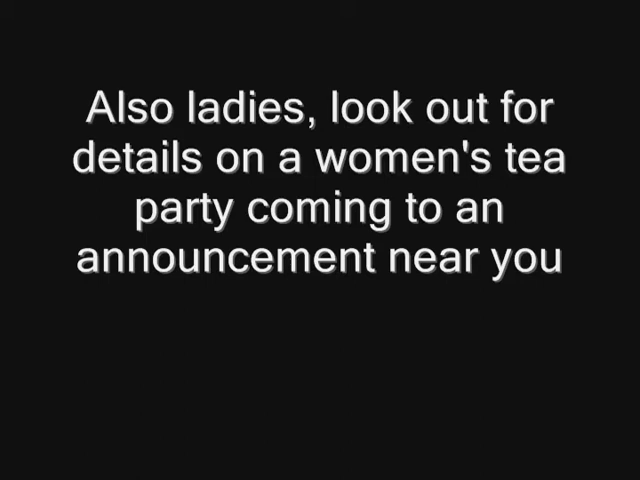 Also ladies, look out for
details on a women's tea
party coming to an
announcement near you